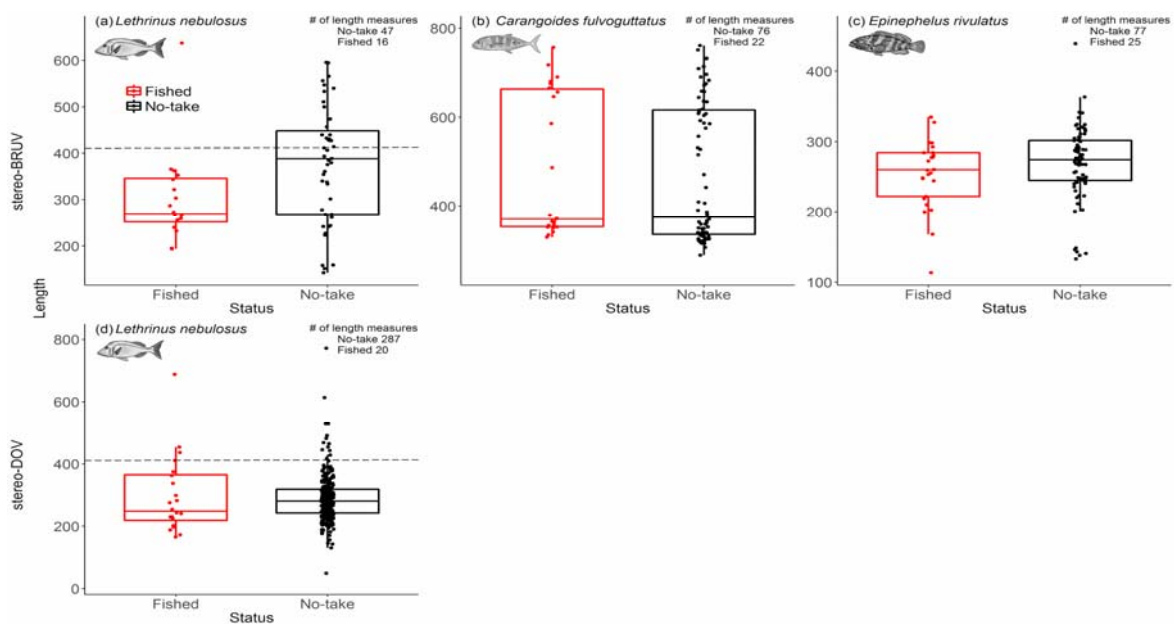 (a) Lethrinus nebulosus
# of length measures
No-take 47
Fished 16
600
500
400
300
200
Fished
No-take
Fished
No-take
Status
stereo-BRUV
(b) Carangoides fulvoguttatus
# of length measures
No-take 76
Fished 22
800
600
400
Fished
No-take
Status
(c) Epinephelus rivulatus
# of length measures
No-take 77
Fished 25
400
300
200
100
Fished
No-take
Status
Length
(d) Lethrinus nebulosus
# of length measures
No-take 287
Fished 20
800
600
400
200
0
Fished
No-take
Status
stereo-DOV